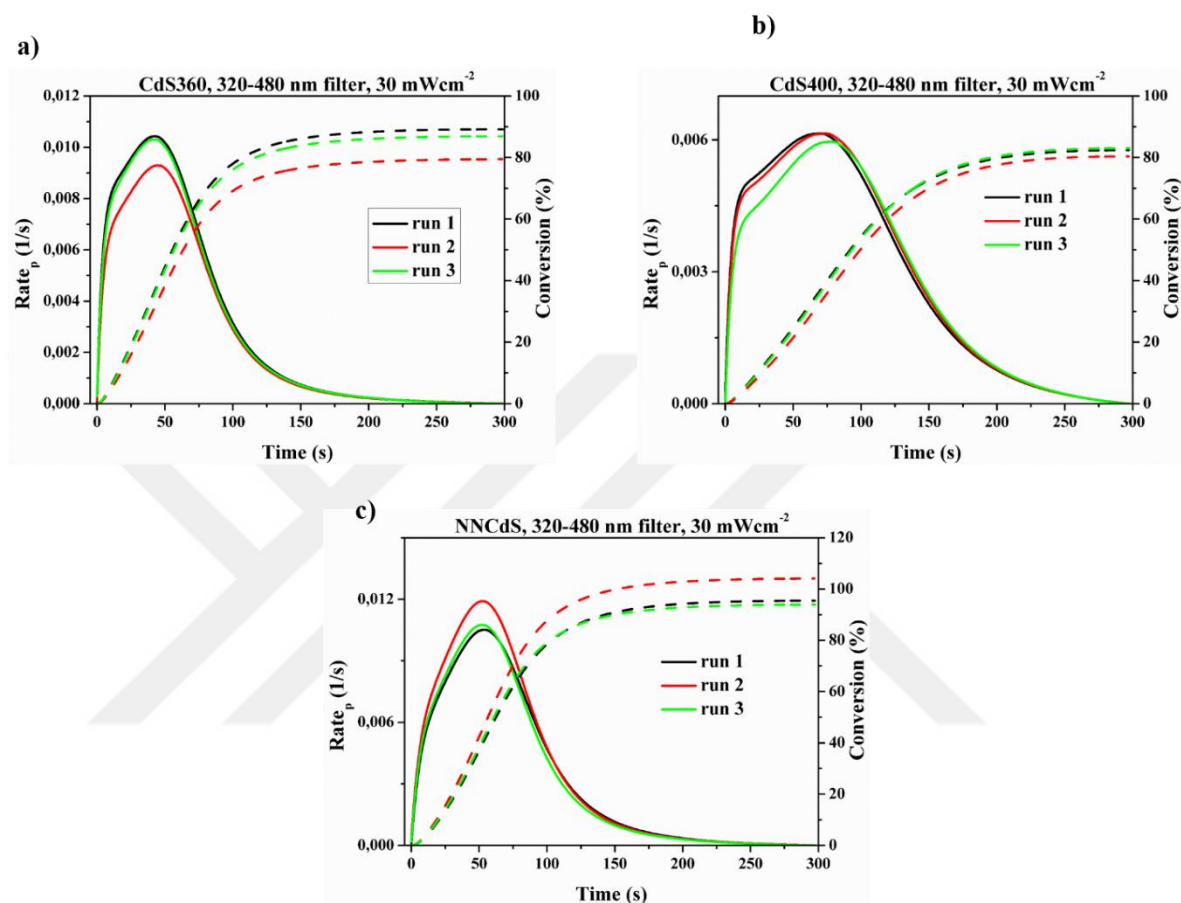 a)
CdS360, 320-480 nm filter, 30 mWcm⁻²
0,012
0,010
0,008
0,006
0,004
0,002
0,000
Rateₚ (1/s)
100
80
60
40
20
0
Conversion (%)
run 1
run 2
run 3
0 50 100 150 200 250 300
Time (s)
b)
CdS400, 320-480 nm filter, 30 mWcm⁻²
0,006
0,003
0,000
Rateₚ (1/s)
100
80
60
40
20
0
Conversion (%)
run 1
run 2
run 3
0 50 100 150 200 250 300
Time (s)
c)
NNCdS, 320-480 nm filter, 30 mWcm⁻²
0,012
0,006
0,000
Rateₚ (1/s)
120
100
80
60
40
20
0
Conversion (%)
run 1
run 2
run 3
0 50 100 150 200 250 300
Time (s)